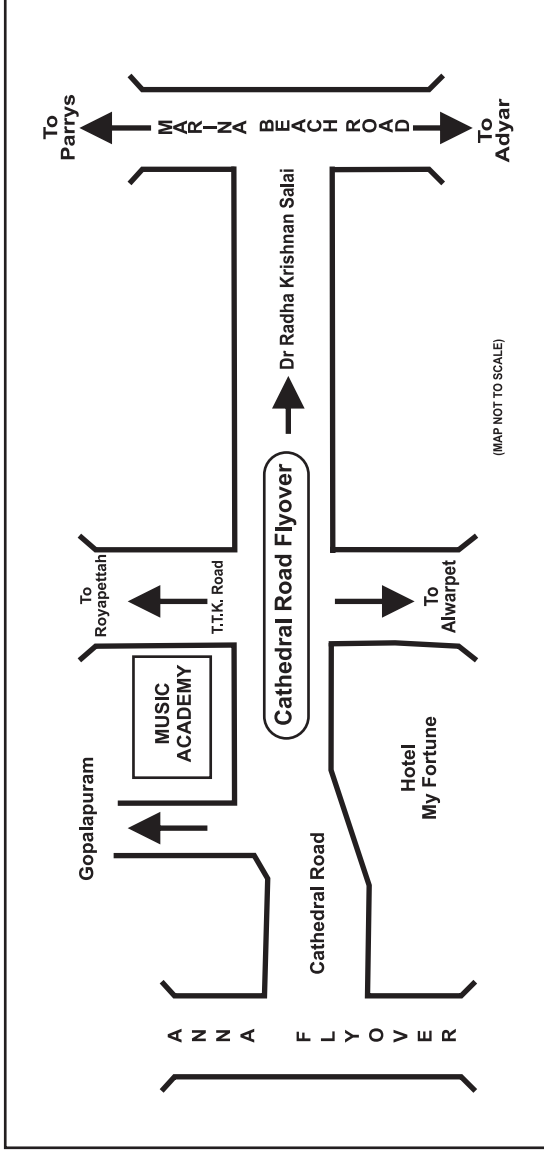 To
Parrys
MARINA BEACH ROAD
To
Adyar
Dr Radha Krishnan Salai
(MAP NOT TO SCALE)
Cathedral Road Flyover
To
Royapettah
T.T.K. Road
To
Alwarpet
MUSIC
ACADEMY
Gopalapuram
Hotel
My Fortune
Cathedral Road
ANNA FLYOVER